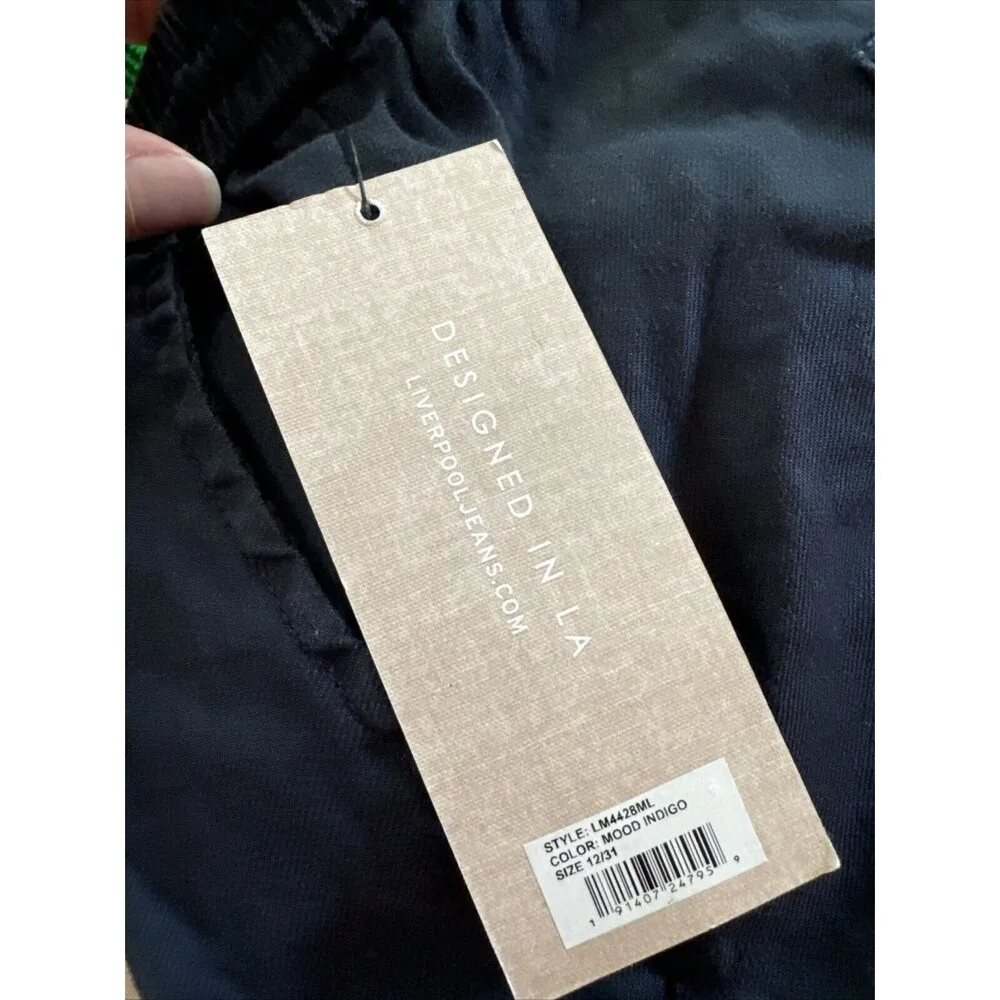 DESIGNED IN LA
LIVERPOOLJEANS.COM
STYLE: LM4428ML
COLOR: MOOD INDIGO
SIZE 12/31
1 91407 24795 9